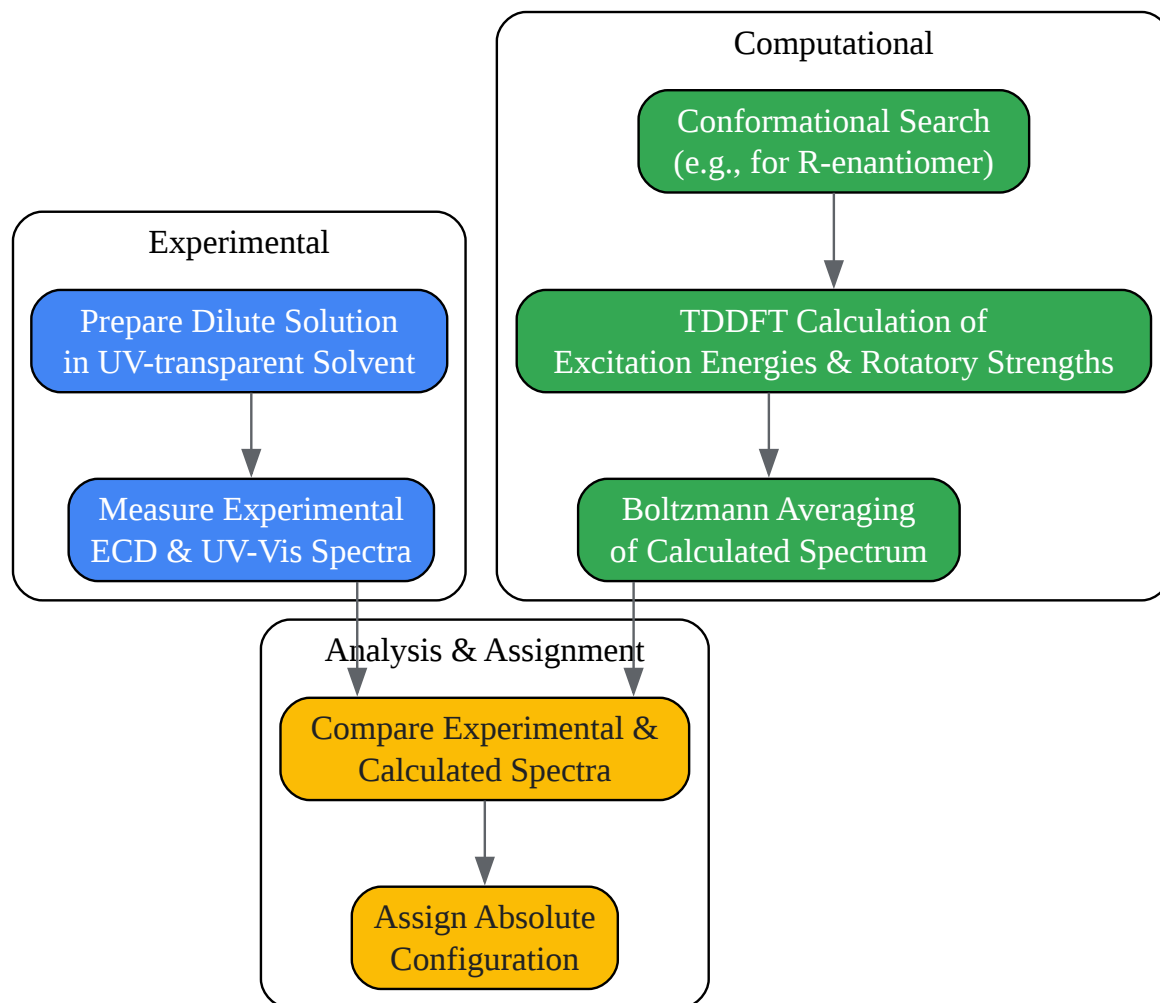 Computational
Conformational Search
(e.g., for R-enantiomer)
TDDFT Calculation of
Excitation Energies & Rotatory Strengths
Boltzmann Averaging
of Calculated Spectrum
Experimental
Prepare Dilute Solution
in UV-transparent Solvent
Measure Experimental
ECD & UV-Vis Spectra
Analysis & Assignment
Compare Experimental &
Calculated Spectra
Assign Absolute
Configuration